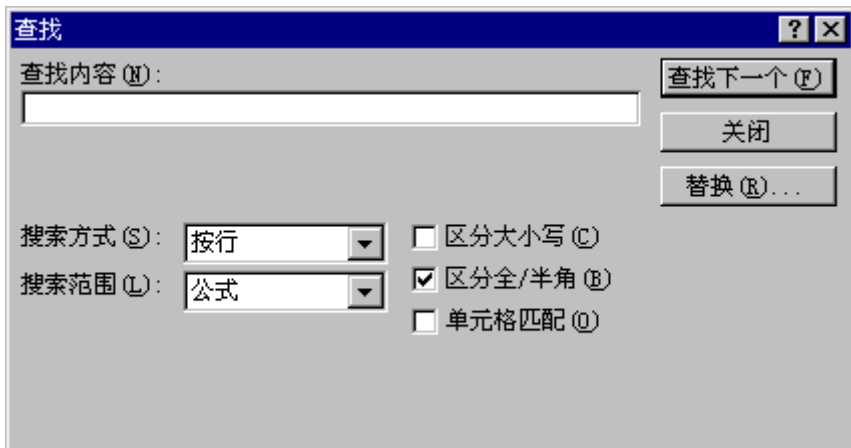 查找
查找内容(N):
查找下一个(F)
关闭
替换(R)...
搜索方式(S): 按行
区分大小写(C)
搜索范围(L): 公式
区分全/半角(B)
单元格匹配(O)